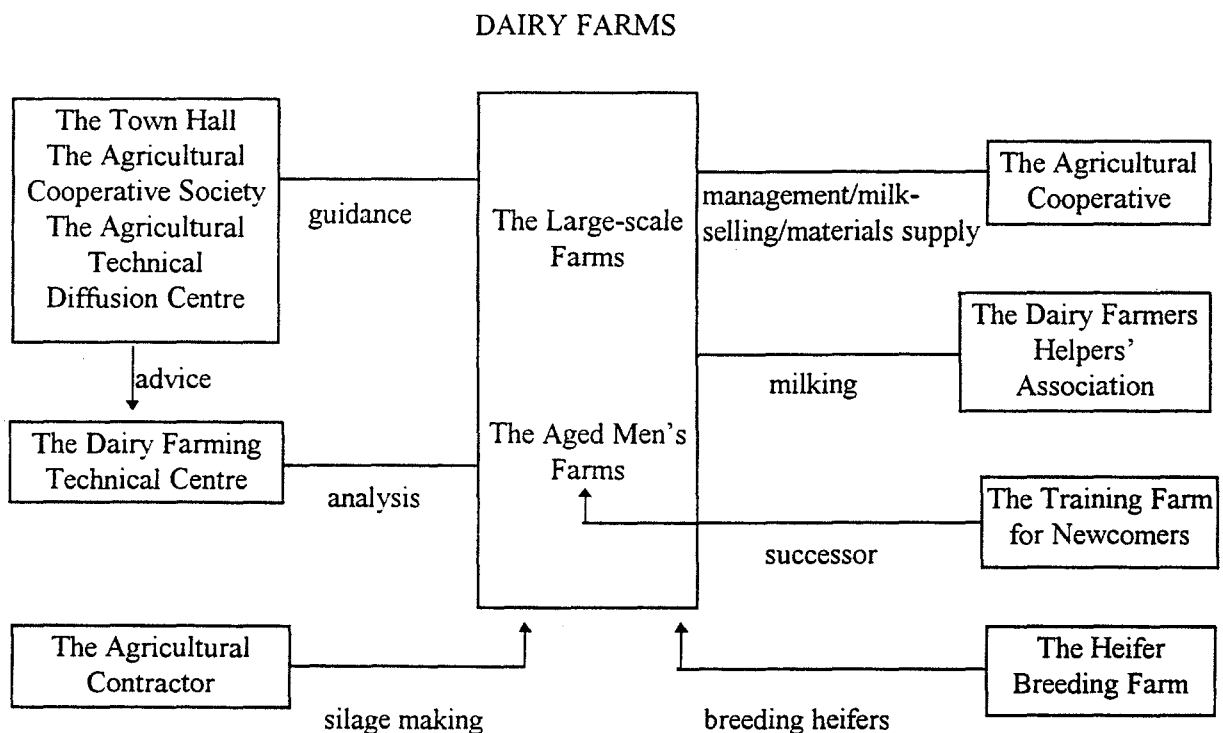 DAIRY FARMS
The Town Hall
The Agricultural
Cooperative Society
The Agricultural
Technical
Diffusion Centre
guidance
advice
The Dairy Farming
Technical Centre
analysis
The Agricultural
Contractor
silage making
The Large-scale
Farms
The Aged Men's
Farms
management/milk-
selling/materials supply
The Agricultural
Cooperative
milking
The Dairy Farmers
Helpers'
Association
successor
The Training Farm
for Newcomers
breeding heifers
The Heifer
Breeding Farm